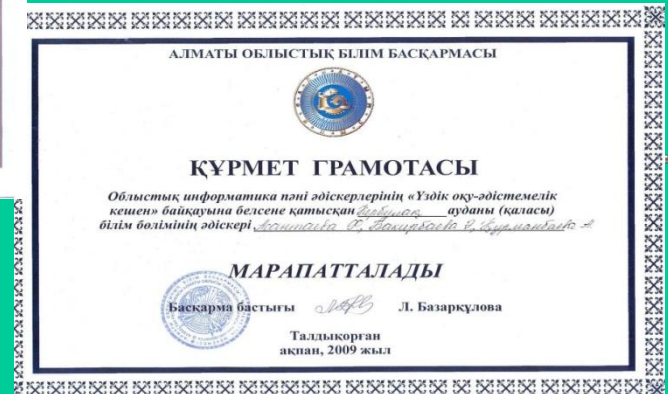 АЛМАТЫ ОБЛЫСТЫҚ БІЛІМ БАСҚАРМАСЫ
ҚҰРМЕТ ГРАМОТАСЫ
Облыстық информатика пәні әдіскерлерінің «Үздік оқу-әдістемелік
кешен» байқауына белсене қатысқан ауданы (қаласы)
білім бөлімінің әдіскері
МАРАПАТТАЛАДЫ
Басқарма бастығы Л. Базарқұлова
Талдықорған
ақпан, 2009 жыл